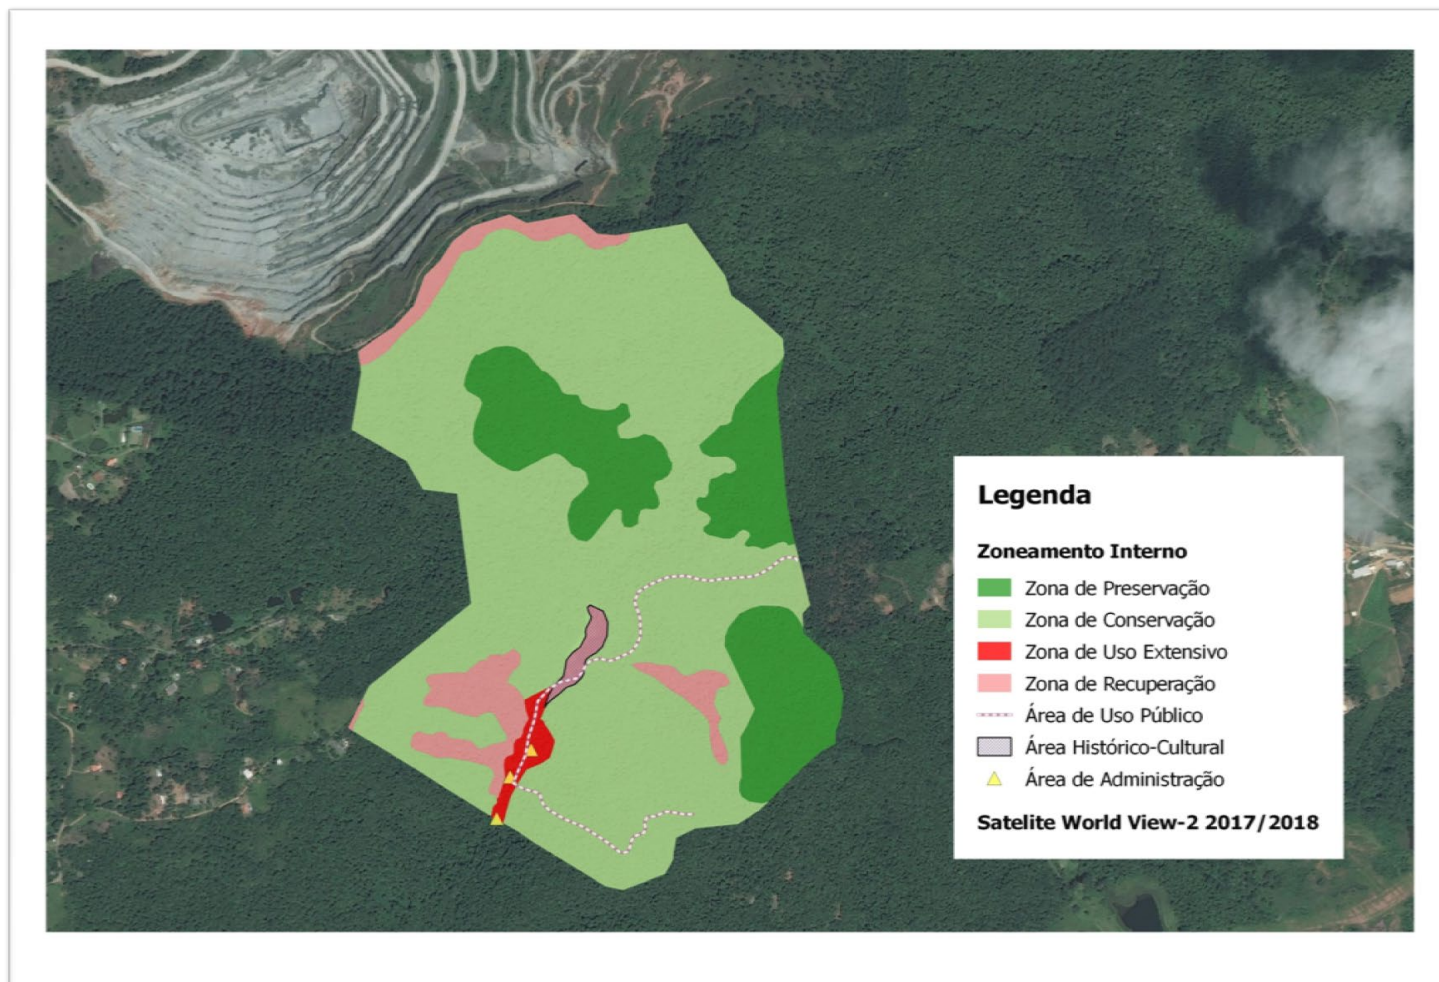 Legenda
Zoneamento Interno
Zona de Preservação
Zona de Conservação
Zona de Uso Extensivo
Zona de Recuperação
Área de Uso Público
Área Histórico-Cultural
Área de Administração
Satelite World View-2 2017/2018